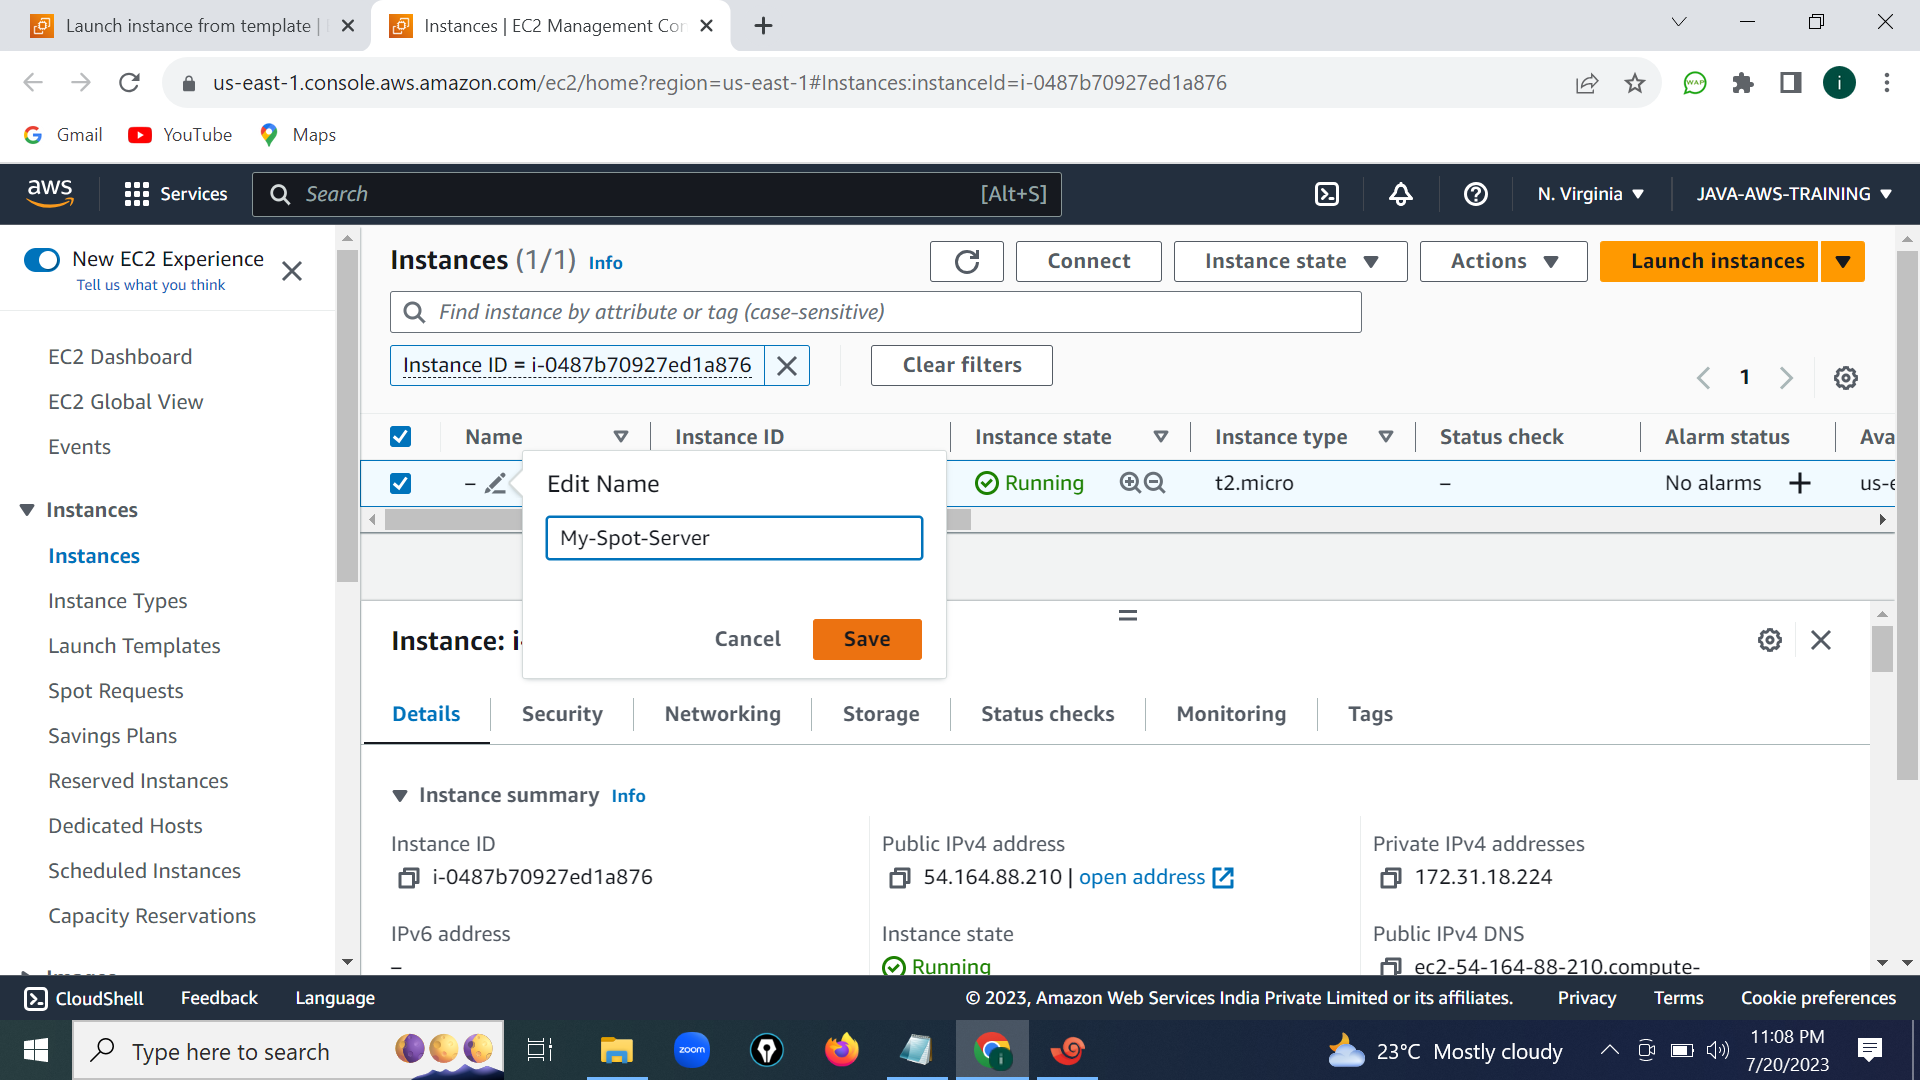 Launch instance from template |
Instances | EC2 Management Con
us-east-1.console.aws.amazon.com/ec2/home?region=us-east-1#Instances:instanceId=i-0487b70927ed1a876
WAP
i
Gmail
YouTube
Maps
aws
Services
Search
[Alt+S]
N. Virginia
JAVA-AWS-TRAINING
New EC2 Experience
Tell us what you think
EC2 Dashboard
EC2 Global View
Events
Instances
Instances
Instance Types
Launch Templates
Spot Requests
Savings Plans
Reserved Instances
Dedicated Hosts
Scheduled Instances
Capacity Reservations
Instances (1/1) Info
Connect
Instance state
Actions
Launch instances
Find instance by attribute or tag (case-sensitive)
Instance ID = i-0487b70927ed1a876
Clear filters
1
Name
Instance ID
Instance state
Instance type
Status check
Alarm status
Ava
–
Running
t2.micro
–
No alarms
us-e
Edit Name
My-Spot-Server
Cancel
Save
Instance: i-
Details
Security
Networking
Storage
Status checks
Monitoring
Tags
Instance summary Info
Instance ID
i-0487b70927ed1a876
Public IPv4 address
54.164.88.210 | open address
Private IPv4 addresses
172.31.18.224
IPv6 address
–
Instance state
Running
Public IPv4 DNS
ec2-54-164-88-210.compute-
CloudShell
Feedback
Language
© 2023, Amazon Web Services India Private Limited or its affiliates.
Privacy
Terms
Cookie preferences
Type here to search
zoom
i
23°C Mostly cloudy
11:08 PM
7/20/2023